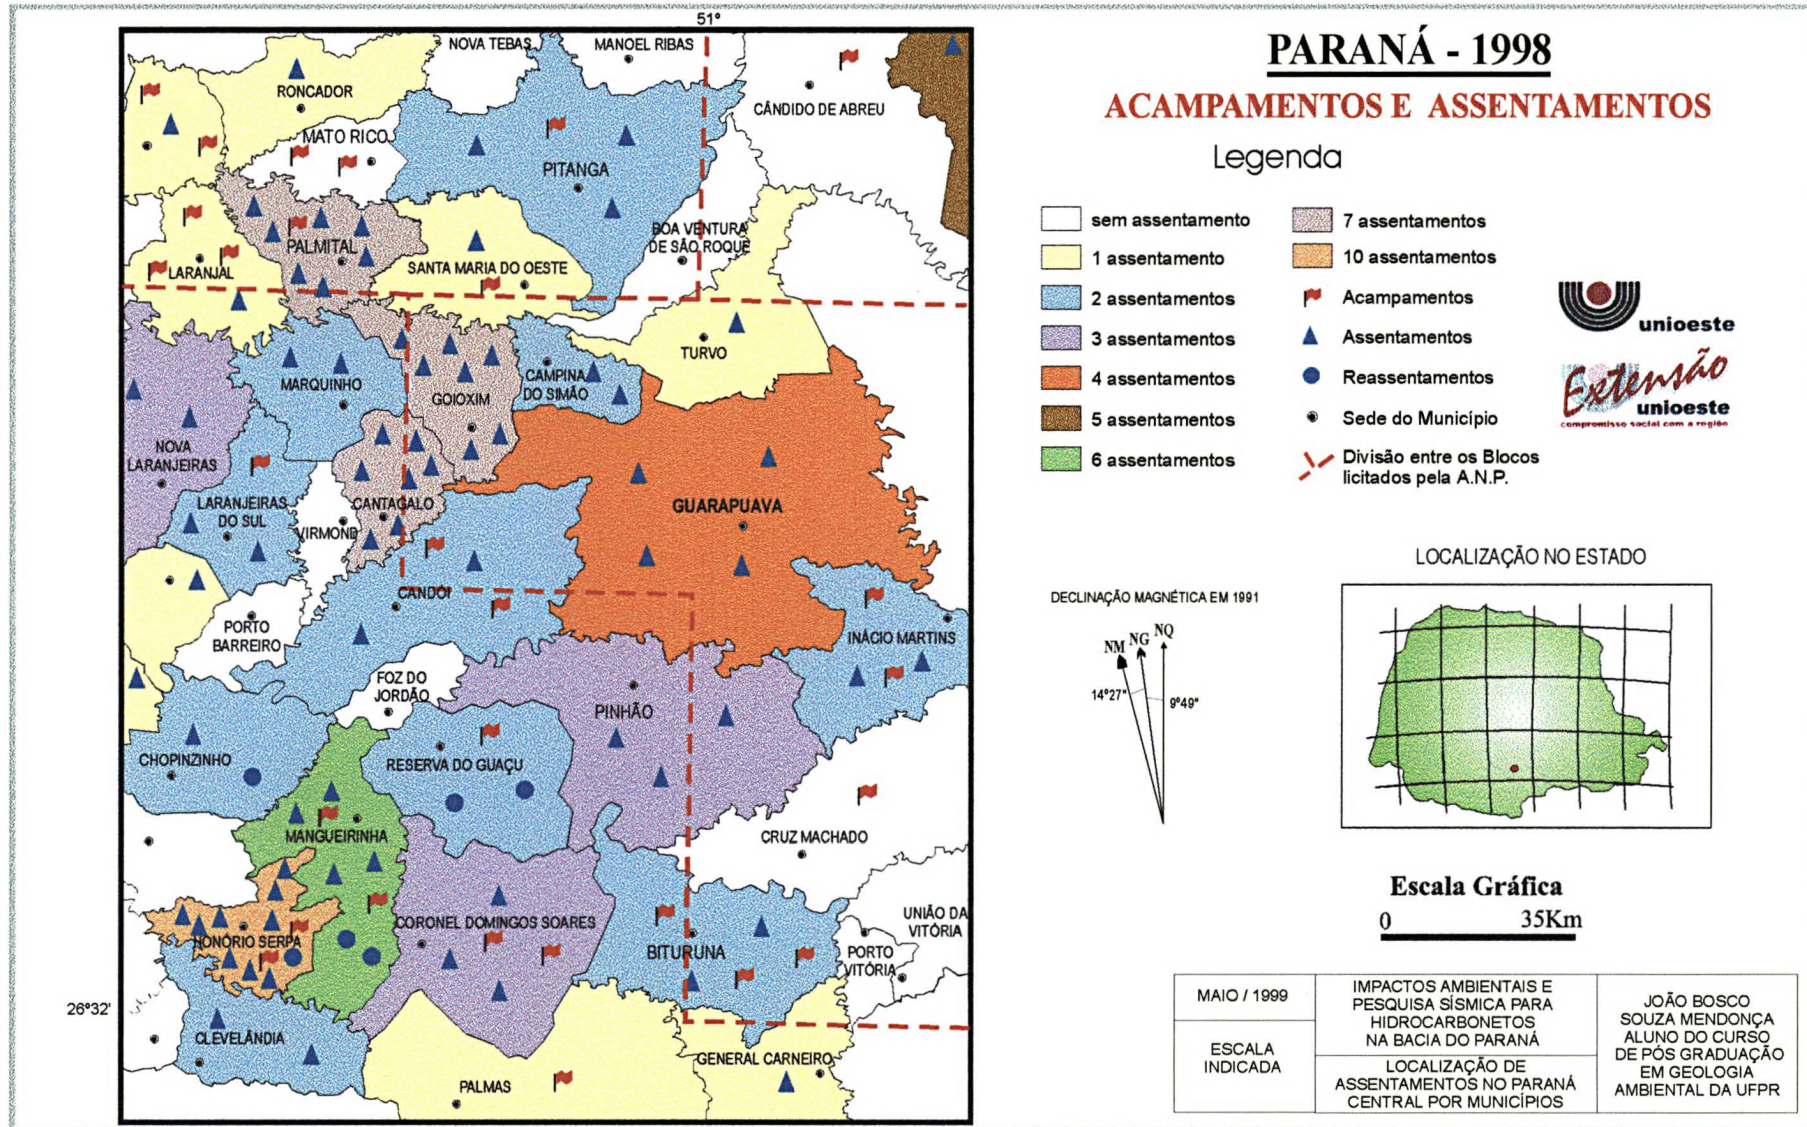 51°
NOVA TEBAS
MANOEL RIBAS
RONCADOR
CÂNDIDO DE ABREU
MATO RICO
PITANGA
BOA VENTURA
DE SÃO ROQUE
PALMITAL
LARANJAL
SANTA MARIA DO OESTE
TURVO
MARQUINHO
GOIOXIM
CAMPINA
DO SIMÃO
NOVA
LARANJEIRAS
LARANJEIRAS
DO SUL
VIRMOND
CANTAGALO
GUARAPUAVA
CANDÓI
PORTO
BARREIRO
INÁCIO MARTINS
FOZ DO
JORDÃO
PINHÃO
CHOPINZINHO
RESERVA DO GUAÇU
MANGUEIRINHA
CRUZ MACHADO
HONÓRIO SERPA
CORONEL DOMINGOS SOARES
BITURUNA
UNIÃO DA
VITÓRIA
PORTO
VITÓRIA
26°32'
CLEVELÂNDIA
PALMAS
GENERAL CARNEIRO
PARANÁ - 1998
ACAMPAMENTOS E ASSENTAMENTOS
Legenda
sem assentamento
1 assentamento
2 assentamentos
3 assentamentos
4 assentamentos
5 assentamentos
6 assentamentos
7 assentamentos
10 assentamentos
Acampamentos
Assentamentos
Reassentamentos
Sede do Município
Divisão entre os Blocos
licitados pela A.N.P.
unioeste
Extensão
unioeste
compromisso social com a região
DECLINAÇÃO MAGNÉTICA EM 1991
NM NG NQ
14°27" 9°49"
LOCALIZAÇÃO NO ESTADO
Escala Gráfica
0 35Km
MAIO / 1999
ESCALA
INDICADA
IMPACTOS AMBIENTAIS E
PESQUISA SÍSMICA PARA
HIDROCARBONETOS
NA BACIA DO PARANÁ
LOCALIZAÇÃO DE
ASSENTAMENTOS NO PARANÁ
CENTRAL POR MUNICÍPIOS
JOÃO BOSCO
SOUZA MENDONÇA
ALUNO DO CURSO
DE PÓS GRADUAÇÃO
EM GEOLOGIA
AMBIENTAL DA UFPR